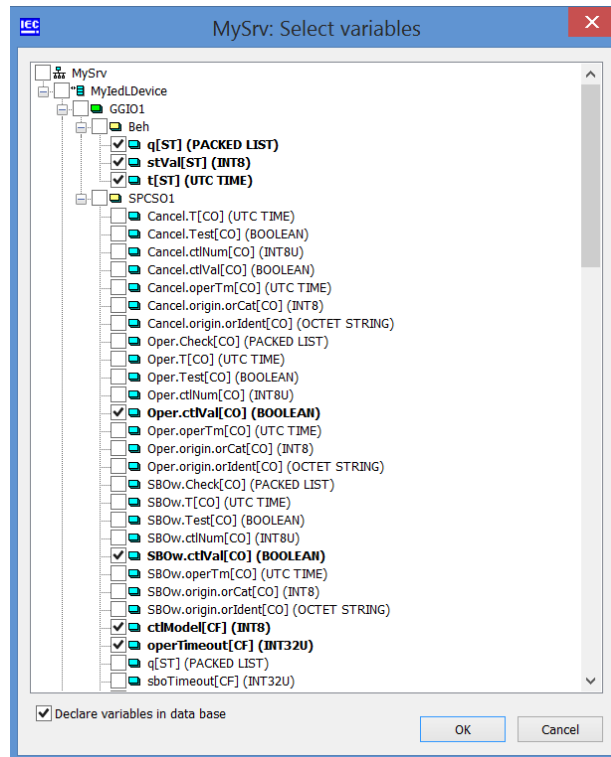 IEC
MySrv: Select variables
MySrv
MyIedLDevice
GGIO1
Beh
q[ST] (PACKED LIST)
stVal[ST] (INT8)
t[ST] (UTC TIME)
SPCSO1
Cancel.T[CO] (UTC TIME)
Cancel.Test[CO] (BOOLEAN)
Cancel.ctlNum[CO] (INT8U)
Cancel.ctlVal[CO] (BOOLEAN)
Cancel.operTm[CO] (UTC TIME)
Cancel.origin.orCat[CO] (INT8)
Cancel.origin.orIdent[CO] (OCTET STRING)
Oper.Check[CO] (PACKED LIST)
Oper.T[CO] (UTC TIME)
Oper.Test[CO] (BOOLEAN)
Oper.ctlNum[CO] (INT8U)
Oper.ctlVal[CO] (BOOLEAN)
Oper.operTm[CO] (UTC TIME)
Oper.origin.orCat[CO] (INT8)
Oper.origin.orIdent[CO] (OCTET STRING)
SBOw.Check[CO] (PACKED LIST)
SBOw.T[CO] (UTC TIME)
SBOw.Test[CO] (BOOLEAN)
SBOw.ctlNum[CO] (INT8U)
SBOw.ctlVal[CO] (BOOLEAN)
SBOw.operTm[CO] (UTC TIME)
SBOw.origin.orCat[CO] (INT8)
SBOw.origin.orIdent[CO] (OCTET STRING)
ctlModel[CF] (INT8)
operTimeout[CF] (INT32U)
q[ST] (PACKED LIST)
sboTimeout[CF] (INT32U)
Declare variables in data base
OK
Cancel